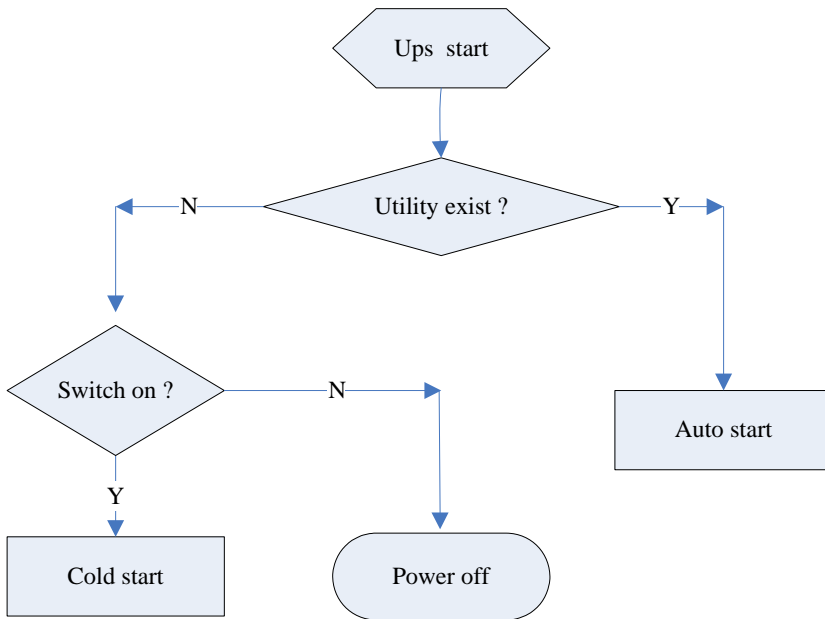 Ups  start
Utility exist ?
N
Y
Switch on ?
N
Auto start
Y
Cold start
Power off